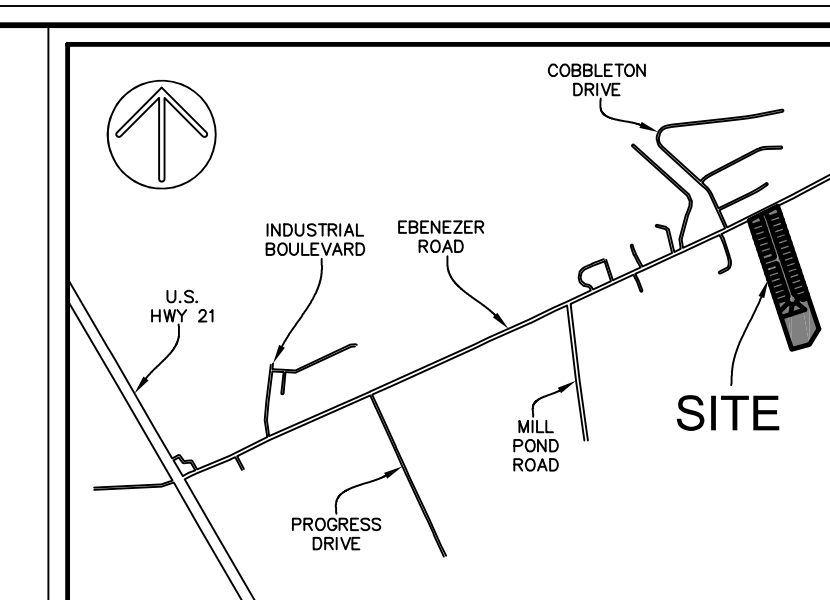 COBBLETON
DRIVE
INDUSTRIAL
BOULEVARD
EBENEZER
ROAD
U.S.
HWY 21
SITE
MILL
POND
ROAD
PROGRESS
DRIVE